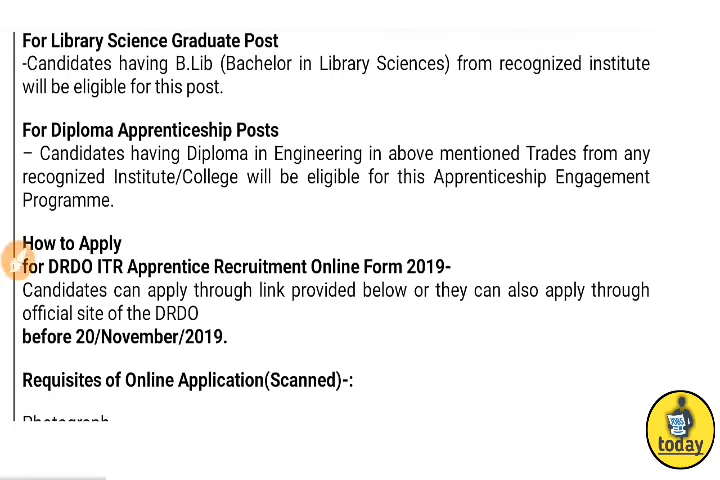 For Library Science Graduate Post
-Candidates having B.Lib (Bachelor in Library Sciences) from recognized institute
will be eligible for this post.
For Diploma Apprenticeship Posts
– Candidates having Diploma in Engineering in above mentioned Trades from any
recognized Institute/College will be eligible for this Apprenticeship Engagement
Programme.
How to Apply
for DRDO ITR Apprentice Recruitment Online Form 2019-
Candidates can apply through link provided below or they can also apply through
official site of the DRDO
before 20/November/2019.
Requisites of Online Application(Scanned)-:
Photograph
JOBS
today